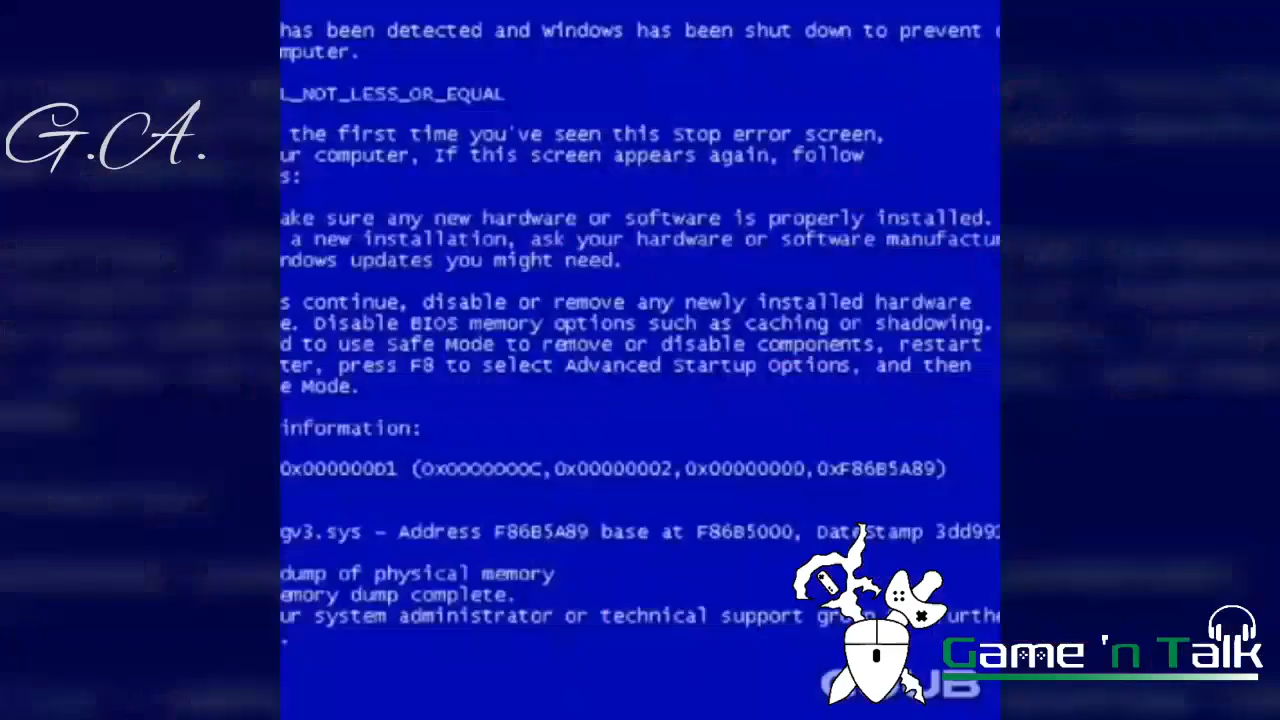 has been detected and Windows has been shut down to prevent
mputer.
L_NOT_LESS_OR_EQUAL
the first time you've seen this Stop error screen,
ur computer, If this screen appears again, follow
s:
ake sure any new hardware or software is properly installed.
a new installation, ask your hardware or software manufactur
ndows updates you might need.
s continue, disable or remove any newly installed hardware
e. Disable BIOS memory options such as caching or shadowing.
d to use Safe Mode to remove or disable components, restart
ter, press F8 to select Advanced Startup Options, and then
e Mode.
information:
0x000000D1 (0x0000000C,0x00000002,0x00000000,0xF86B5A89)
gv3.sys - Address F86B5A89 base at F86B5000, DateStamp 3dd99
dump of physical memory
emory dump complete.
ur system administrator or technical support urthe
.
G.A.
Game 'n Talk